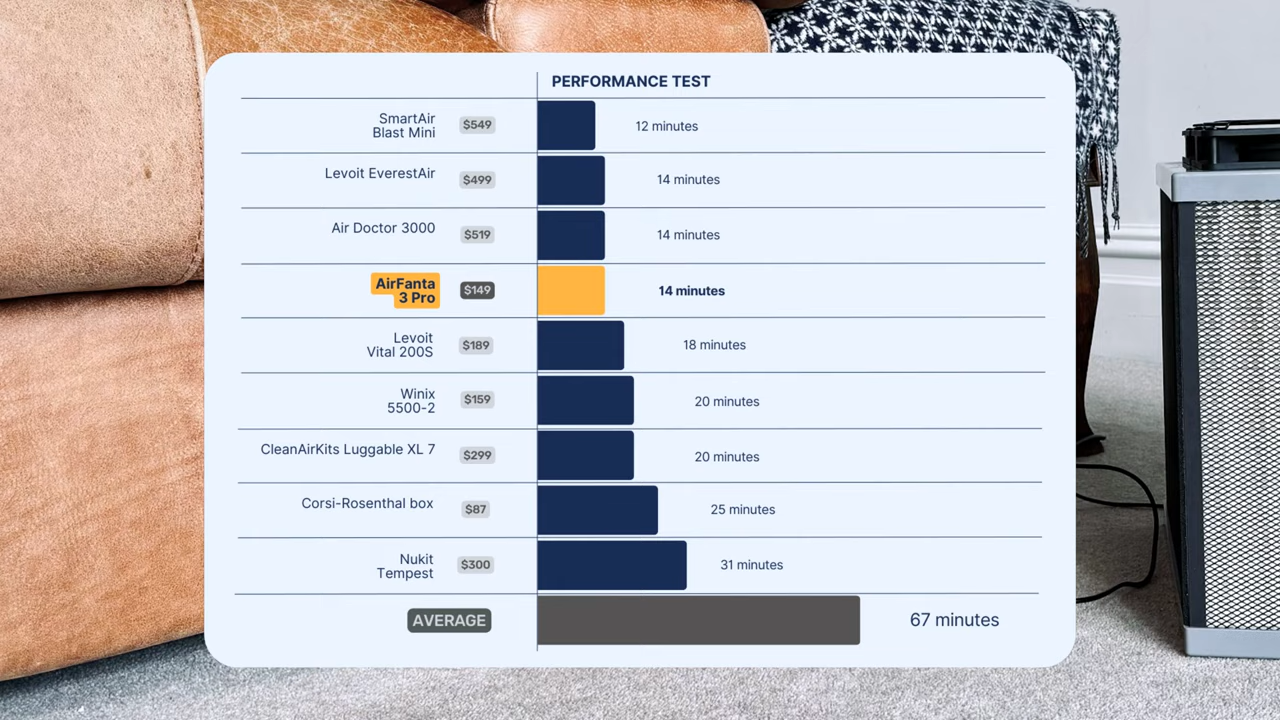 PERFORMANCE TEST
SmartAir
Blast Mini
$549
12 minutes
Levoit EverestAir
$499
14 minutes
Air Doctor 3000
$519
14 minutes
AirFanta
3 Pro
$149
14 minutes
Levoit
Vital 200S
$189
18 minutes
Winix
5500-2
$159
20 minutes
CleanAirKits Luggable XL 7
$299
20 minutes
Corsi-Rosenthal box
$87
25 minutes
Nukit
Tempest
$300
31 minutes
AVERAGE
67 minutes